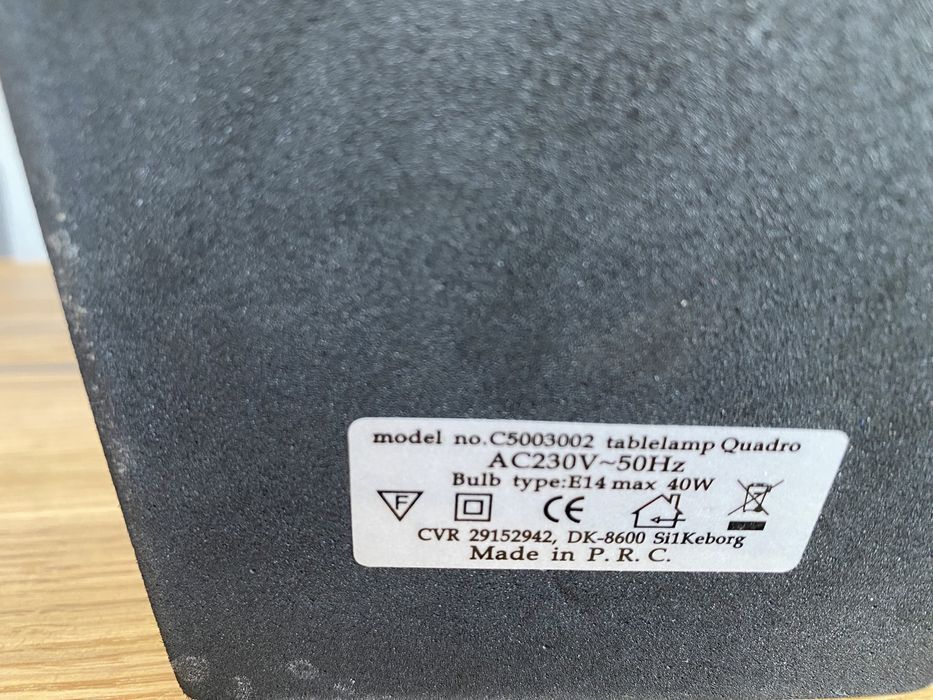 model no.C5003002 tablelamp Quadro
AC230V~50Hz
Bulb type:E14 max 40W
F CE
CVR 29152942, DK-8600 Si1Keborg
Made in P.R.C.